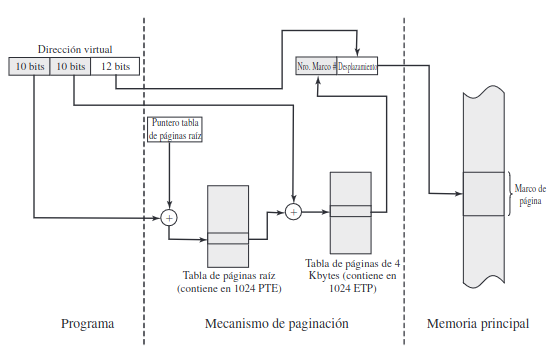 Dirección virtual
10 bits 10 bits 12 bits
Nro. Marco # Desplazamiento
Puntero tabla
de páginas raíz
+
+
Marco de
página
Tabla de páginas raíz
(contiene en 1024 PTE)
Tabla de páginas de 4
Kbytes (contiene en
1024 ETP)
Programa
Mecanismo de paginación
Memoria principal